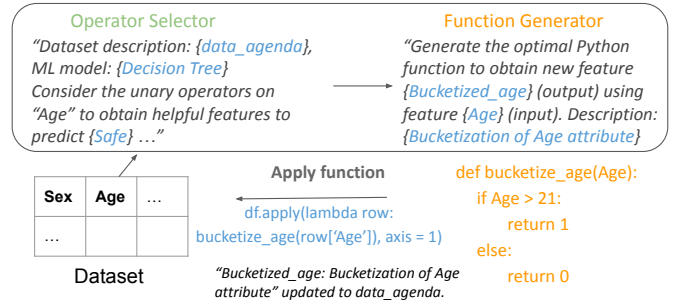 Operator Selector
“Dataset description: {data_agenda},
ML model: {Decision Tree}
Consider the unary operators on
“Age” to obtain helpful features to
predict {Safe} …”
Function Generator
“Generate the optimal Python
function to obtain new feature
{Bucketized_age} (output) using
feature {Age} (input). Description:
{Bucketization of Age attribute}
Sex Age …
…
Dataset
Apply function
df.apply(lambda row:
bucketize_age(row[‘Age’]), axis = 1)
“Bucketized_age: Bucketization of Age
attribute” updated to data_agenda.
def bucketize_age(Age):
if Age > 21:
return 1
else:
return 0